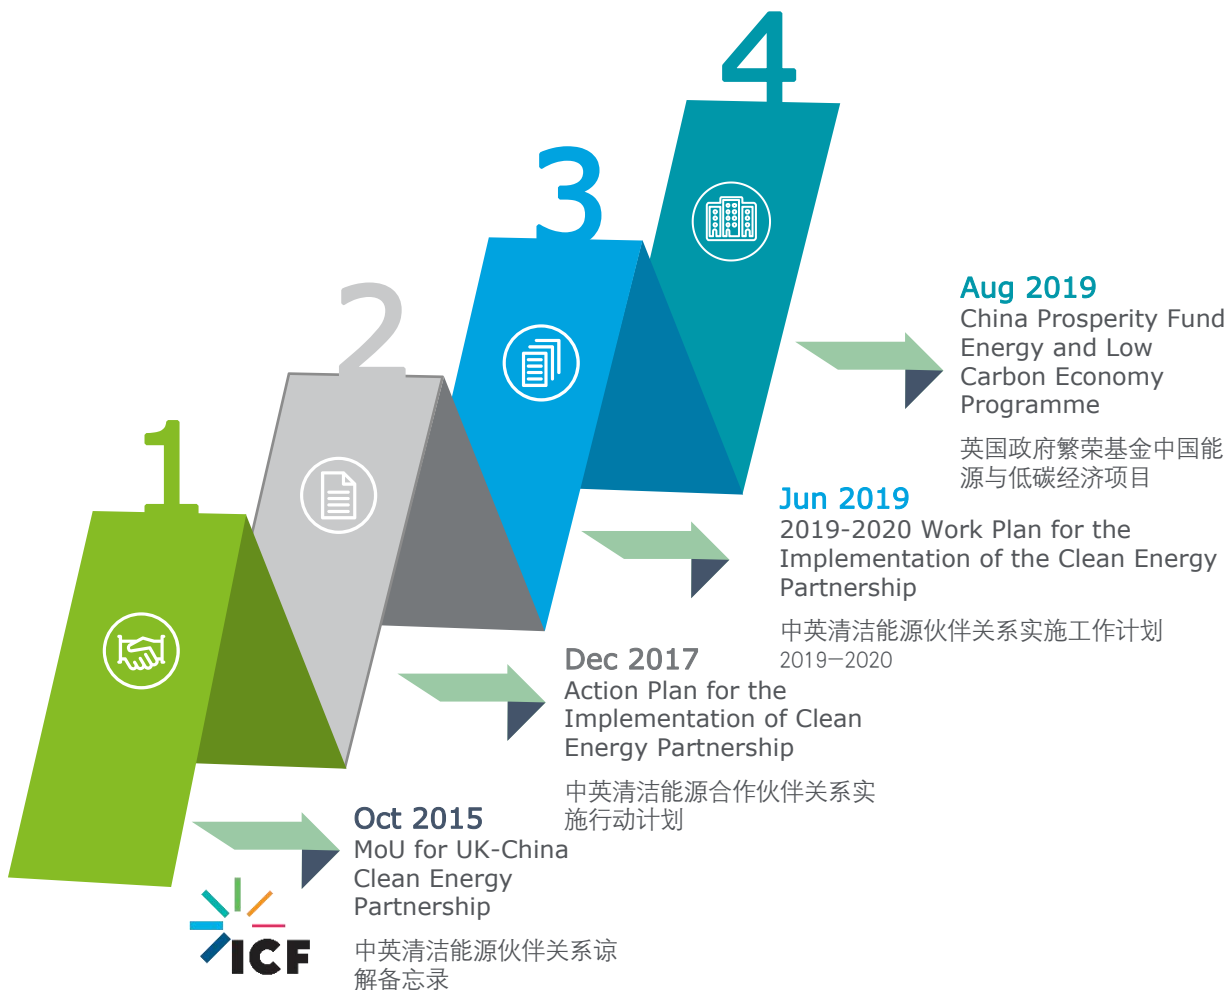 1
Oct 2015
MoU for UK-China
Clean Energy
Partnership
中英清洁能源伙伴关系谅
解备忘录
ICF
2
Dec 2017
Action Plan for the
Implementation of Clean
Energy Partnership
中英清洁能源合作伙伴关系实
施行动计划
3
Jun 2019
2019-2020 Work Plan for the
Implementation of the Clean Energy
Partnership
中英清洁能源伙伴关系实施工作计划
2019-2020
4
Aug 2019
China Prosperity Fund
Energy and Low
Carbon Economy
Programme
英国政府繁荣基金中国能
源与低碳经济项目